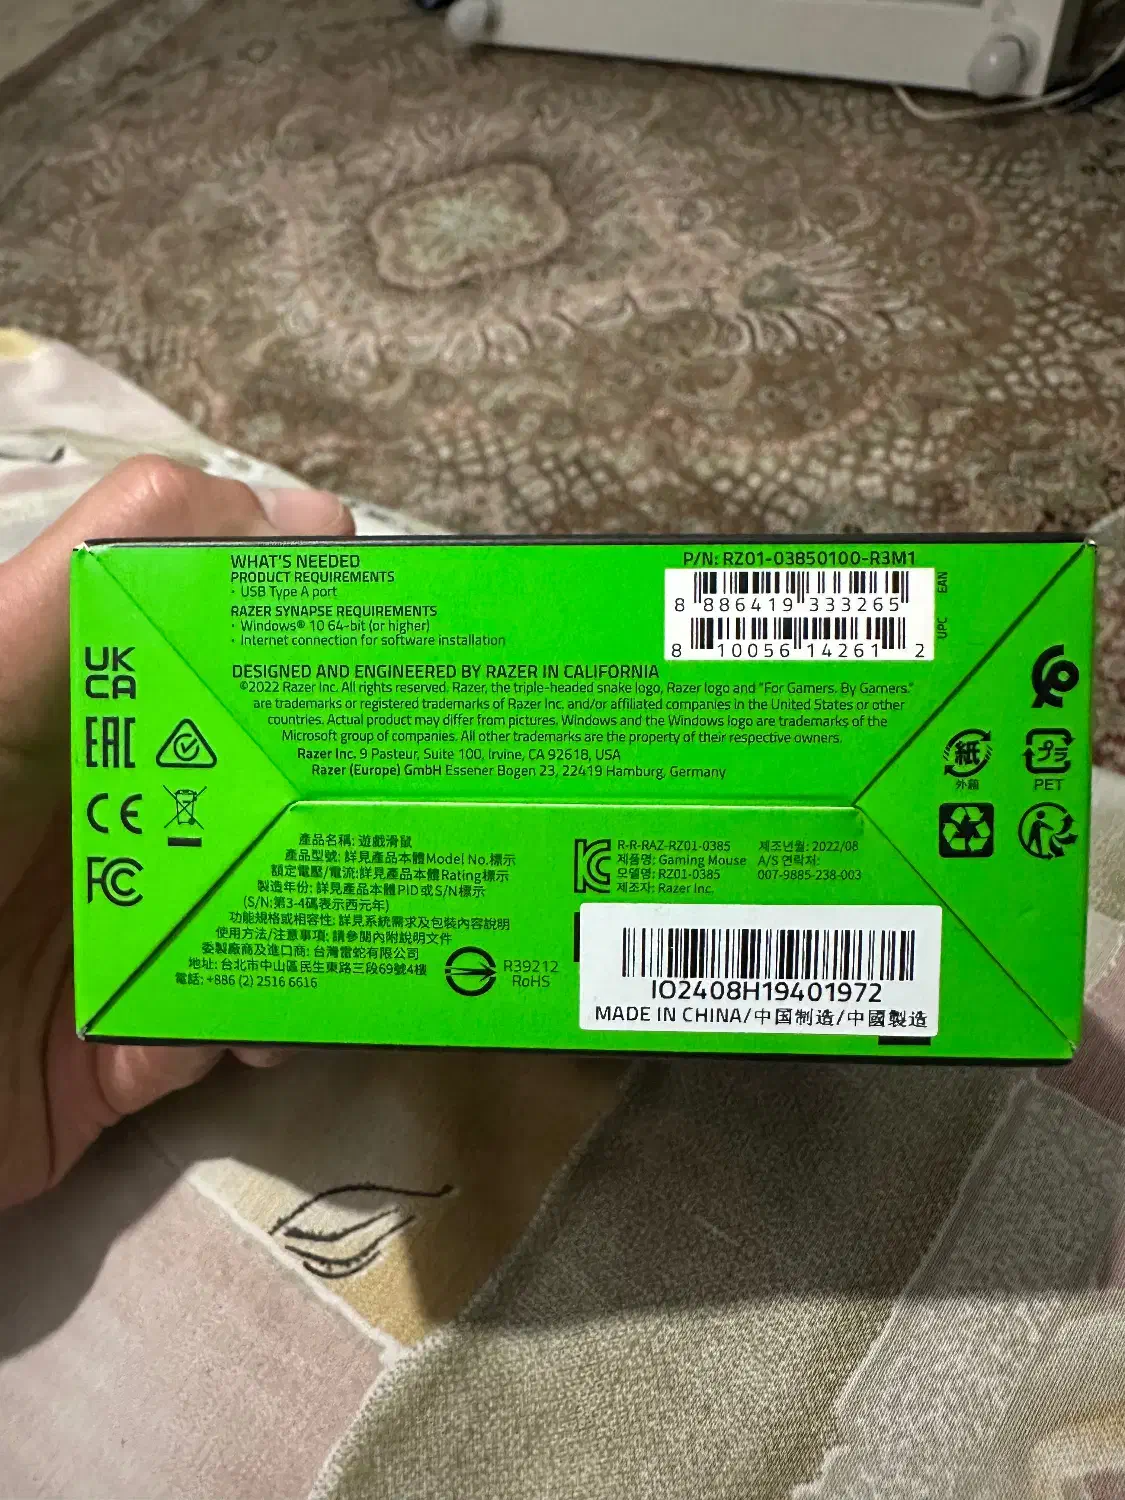 WHAT'S NEEDED
PRODUCT REQUIREMENTS
• USB Type A port
RAZER SYNAPSE REQUIREMENTS
• Windows® 10 64-bit (or higher)
• Internet connection for software installation
P/N: RZ01-03850100-R3M1
8 886419 333265
EAN
8 10056 14261 2
UPC
DESIGNED AND ENGINEERED BY RAZER IN CALIFORNIA
©2022 Razer Inc. All rights reserved. Razer, the triple-headed snake logo, Razer logo and "For Gamers. By Gamers."
are trademarks or registered trademarks of Razer Inc. and/or affiliated companies in the United States or other
countries. Actual product may differ from pictures. Windows and the Windows logo are trademarks of the
Microsoft group of companies. All other trademarks are the property of their respective owners.
Razer Inc. 9 Pasteur, Suite 100, Irvine, CA 92618, USA
Razer (Europe) GmbH Essener Bogen 23, 22419 Hamburg, Germany
UK
CA
EAC
CE
FC
紙
外箱
プラ
PET
產品名稱: 遊戲滑鼠
產品型號: 詳見產品本體Model No.標示
額定電壓/電流: 詳見產品本體Rating標示
製造年份: 詳見產品本體PID或S/N標示
(S/N:第3-4碼表示西元年)
功能規格或相容性: 詳見系統需求及包裝內容說明
使用方法/注意事項: 請參閱內附說明文件
委製廠商及進口商: 台灣雷蛇有限公司
地址: 台北市中山區民生東路三段69號4樓
電話: +886 (2) 2516 6616
R39212
RoHS
R-R-RAZ-RZ01-0385
제품명: Gaming Mouse
모델명: RZ01-0385
제조자: Razer Inc.
제조년월: 2022/08
A/S 연락처:
007-9885-238-003
IO2408H19401972
MADE IN CHINA/中国制造/中國製造